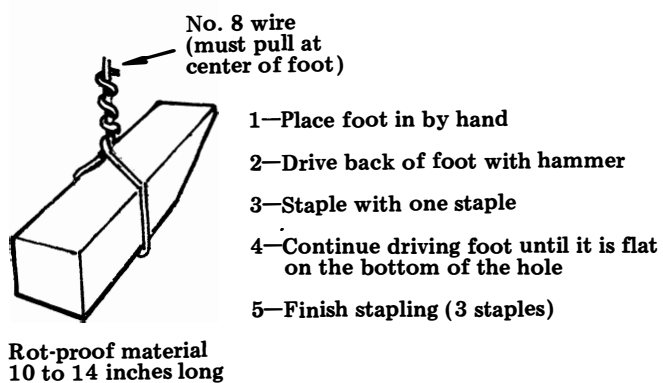 No. 8 wire
(must pull at
center of foot)
1—Place foot in by hand
2—Drive back of foot with hammer
3—Staple with one staple
4—Continue driving foot until it is flat
on the bottom of the hole
5—Finish stapling (3 staples)
Rot-proof material
10 to 14 inches long